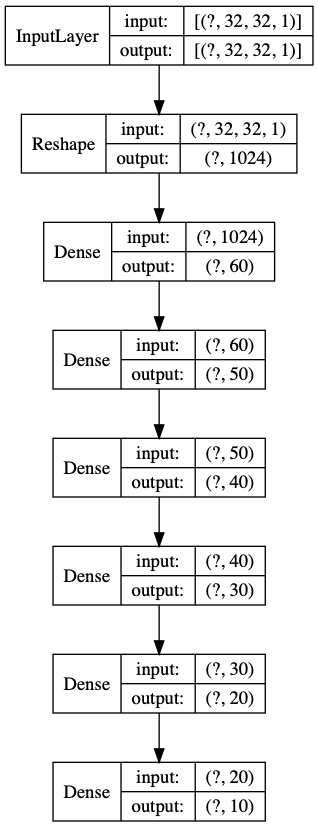 InputLayer
input: [(?, 32, 32, 1)]
output: [(?, 32, 32, 1)]
Reshape
input: (?, 32, 32, 1)
output: (?, 1024)
Dense
input: (?, 1024)
output: (?, 60)
Dense
input: (?, 60)
output: (?, 50)
Dense
input: (?, 50)
output: (?, 40)
Dense
input: (?, 40)
output: (?, 30)
Dense
input: (?, 30)
output: (?, 20)
Dense
input: (?, 20)
output: (?, 10)